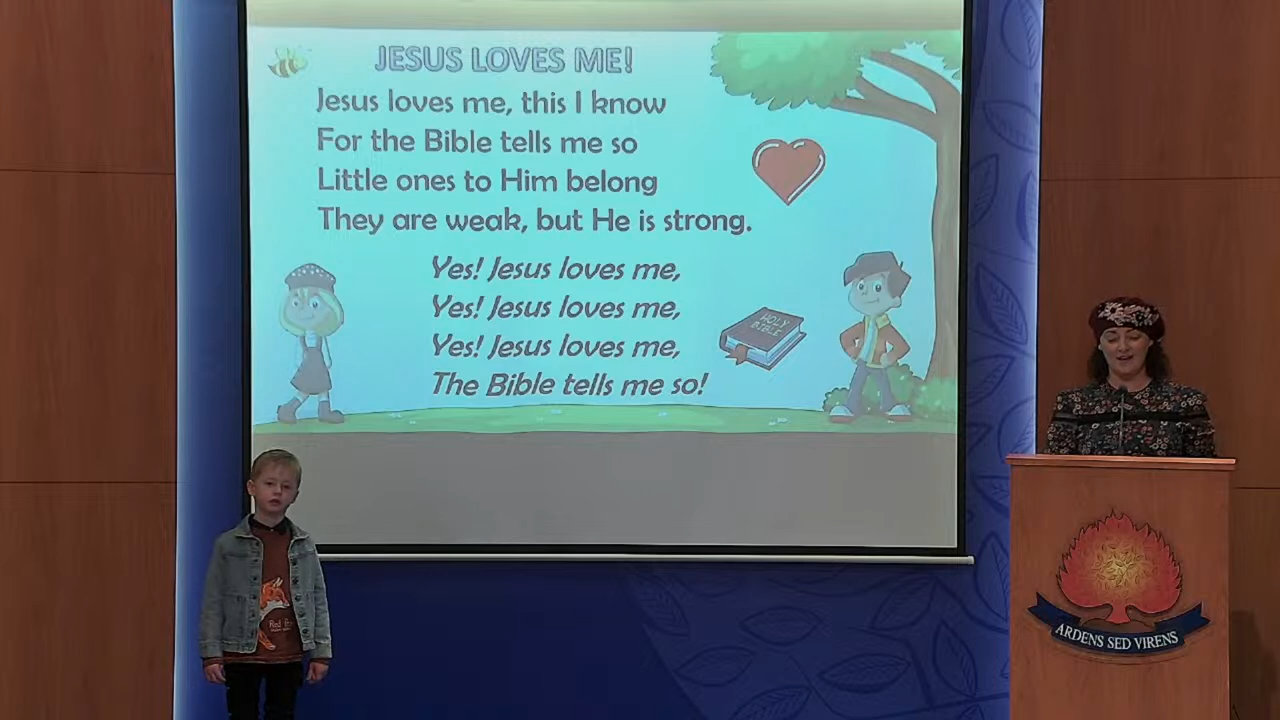 JESUS LOVES ME!
Jesus loves me, this I know
For the Bible tells me so
Little ones to Him belong
They are weak, but He is strong.
Yes! Jesus loves me,
Yes! Jesus loves me,
Yes! Jesus loves me,
The Bible tells me so!
HOLY
BIBLE
ARDENS SED VIRENS
Red